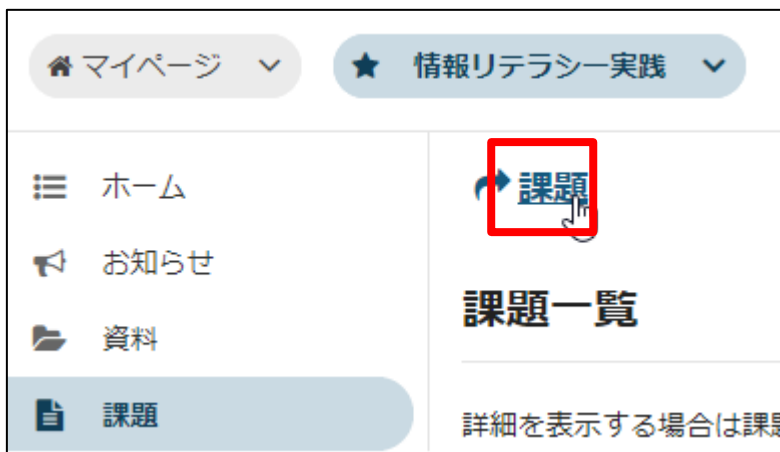 マイページ
情報リテラシー実践
ホーム
お知らせ
資料
課題
課題
課題一覧
詳細を表示する場合は課題